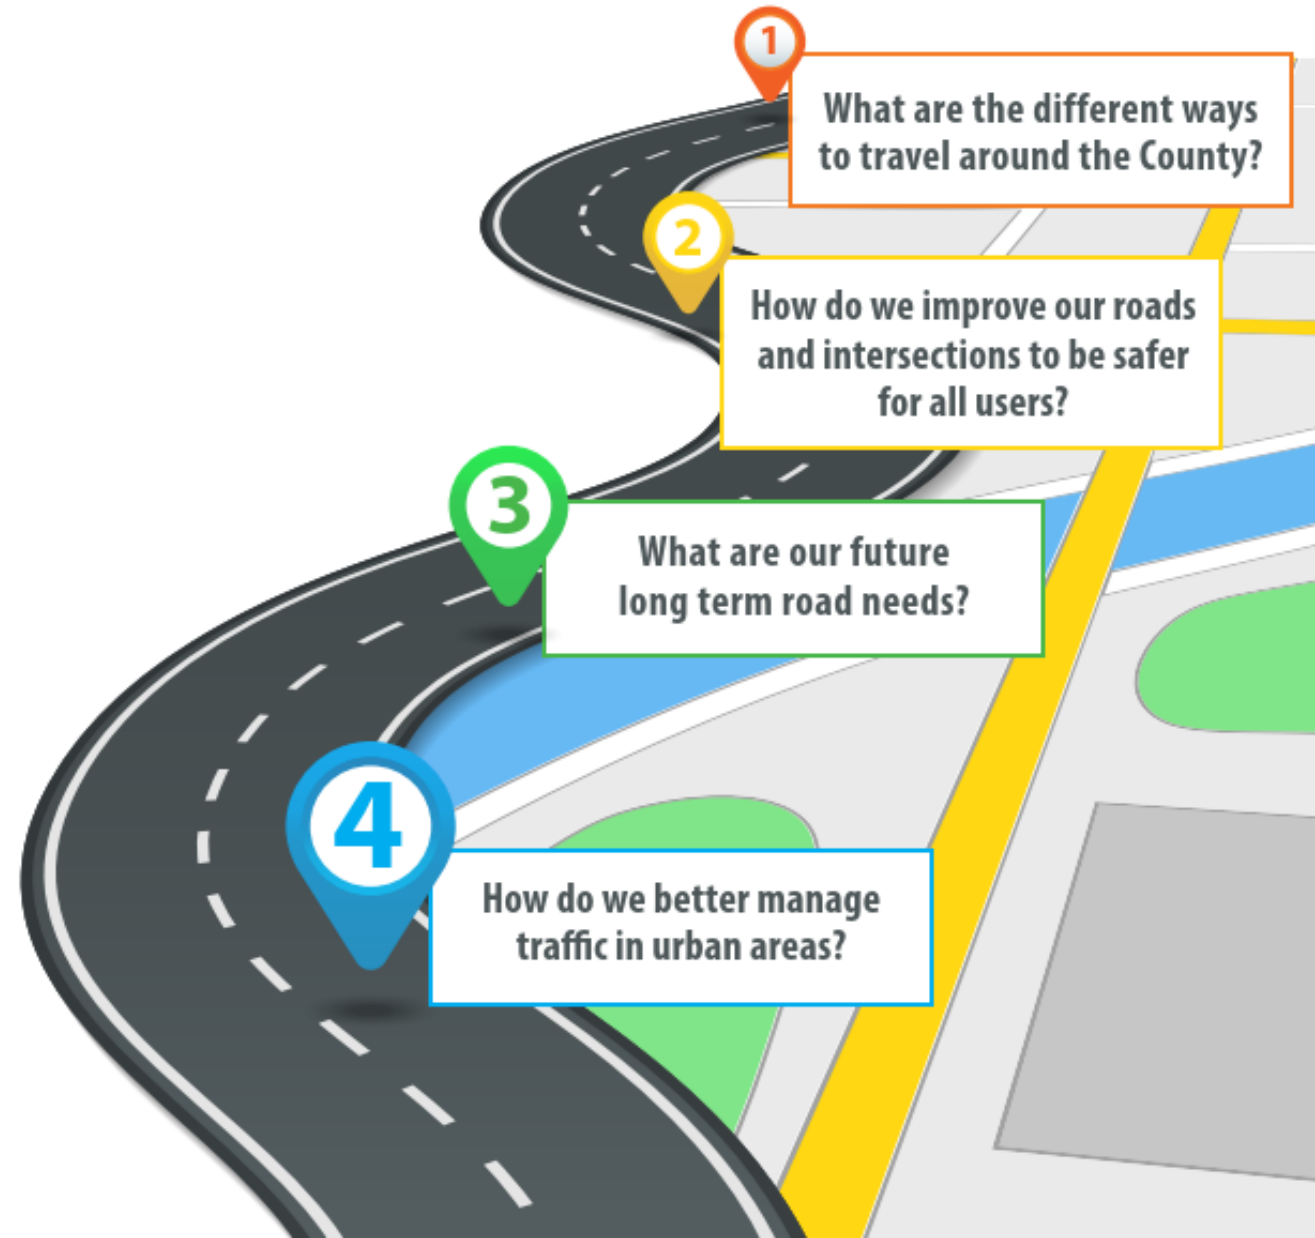 1
What are the different ways
to travel around the County?
2
How do we improve our roads
and intersections to be safer
for all users?
3
What are our future
long term road needs?
4
How do we better manage
traffic in urban areas?